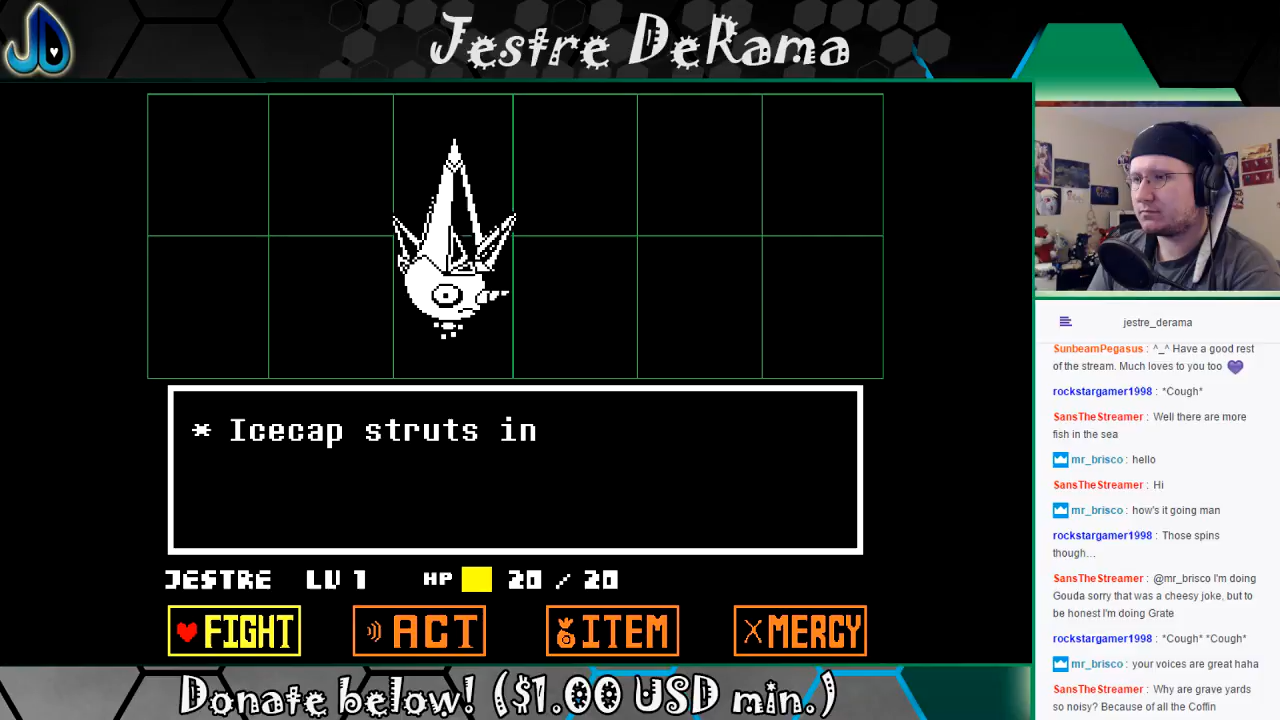 JD
Jestre DeRama
* Icecap struts in
JESTRE LV 1 HP 20 / 20
FIGHT ACT ITEM MERCY
Donate below! ($1.00 USD min.)
jestre_derama
SunbeamPegasus : ^_^ Have a good rest
of the stream. Much loves to you too
rockstargamer1998 : *Cough*
SansTheStreamer : Well there are more
fish in the sea
mr_brisco : hello
SansTheStreamer : Hi
mr_brisco : how's it going man
rockstargamer1998 : Those spins
though…
SansTheStreamer : @mr_brisco I'm doing
Gouda sorry that was a cheesy joke, but to
be honest I'm doing Grate
rockstargamer1998 : *Cough* *Cough*
mr_brisco : your voices are great haha
SansTheStreamer : Why are grave yards
so noisy? Because of all the Coffin